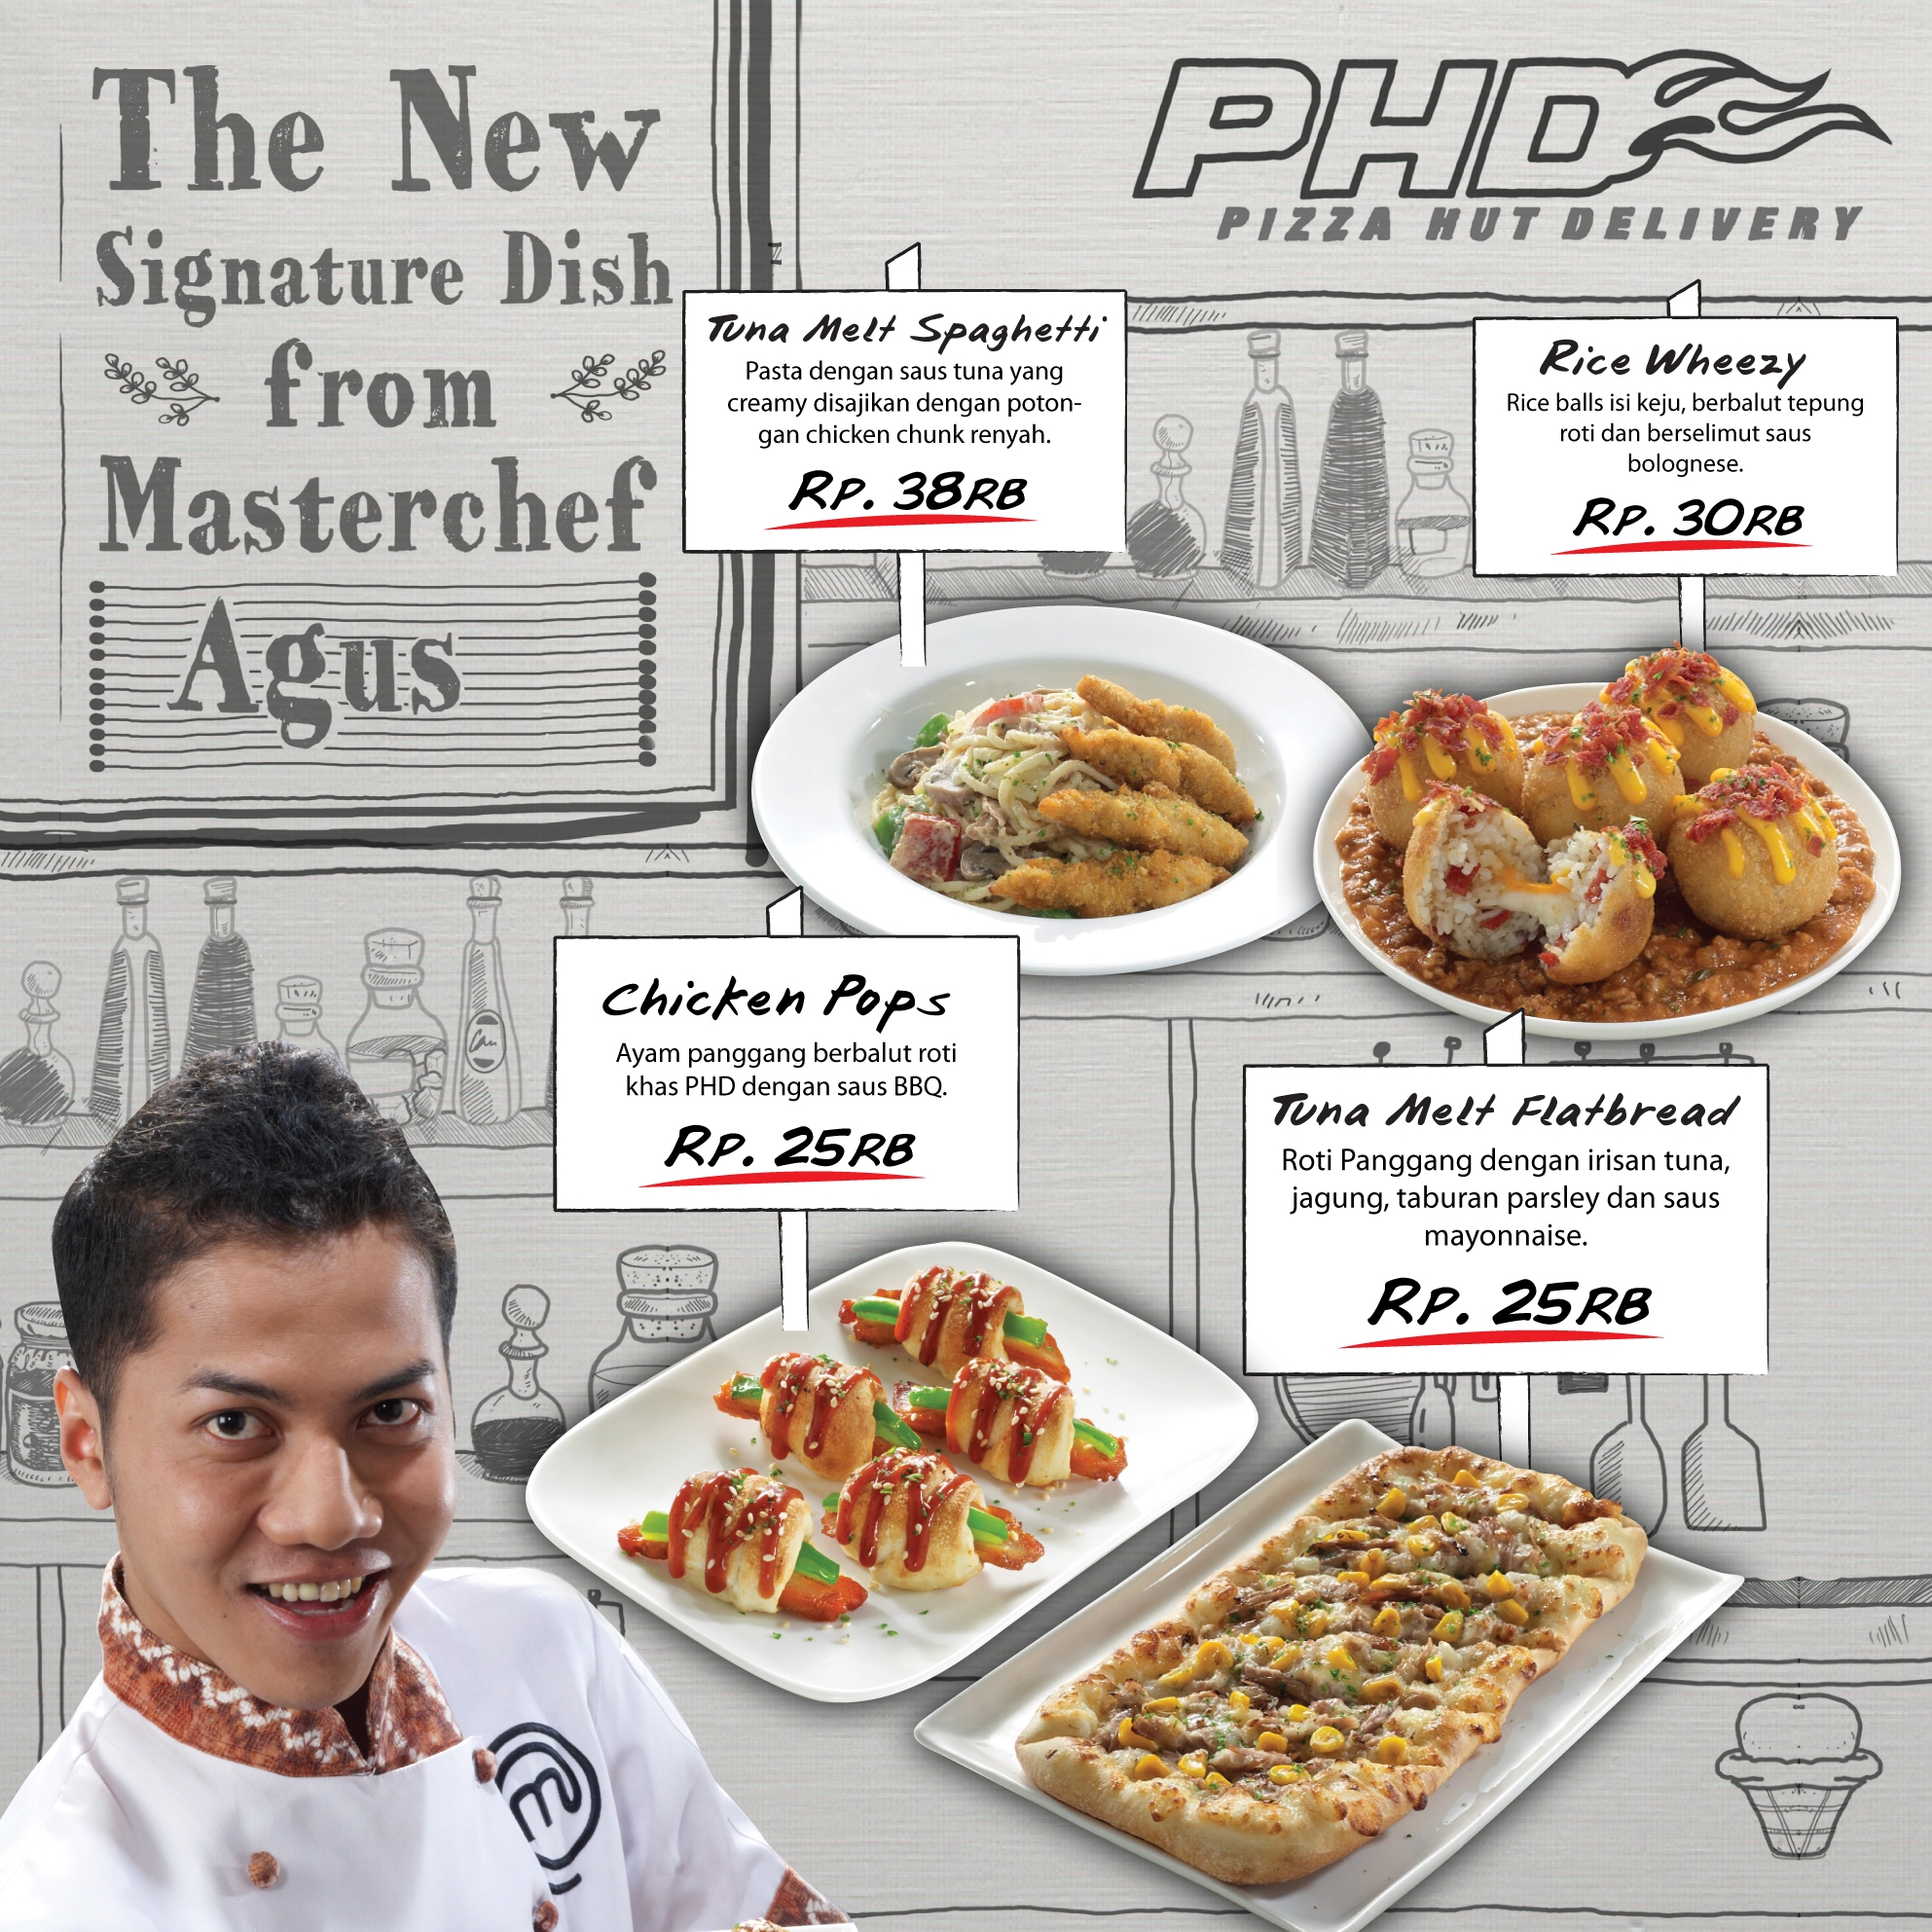 The New
Signature Dish
from
Masterchef
Agus
PHD
PIZZA HUT DELIVERY
Tuna Melt Spaghetti
Pasta dengan saus tuna yang
creamy disajikan dengan poton-
gan chicken chunk renyah.
RP. 38RB
Rice Wheezy
Rice balls isi keju, berbalut tepung
roti dan berselimut saus
bolognese.
RP. 30RB
Chicken Pops
Ayam panggang berbalut roti
khas PHD dengan saus BBQ.
RP. 25RB
Tuna Melt Flatbread
Roti Panggang dengan irisan tuna,
jagung, taburan parsley dan saus
mayonnaise.
RP. 25RB